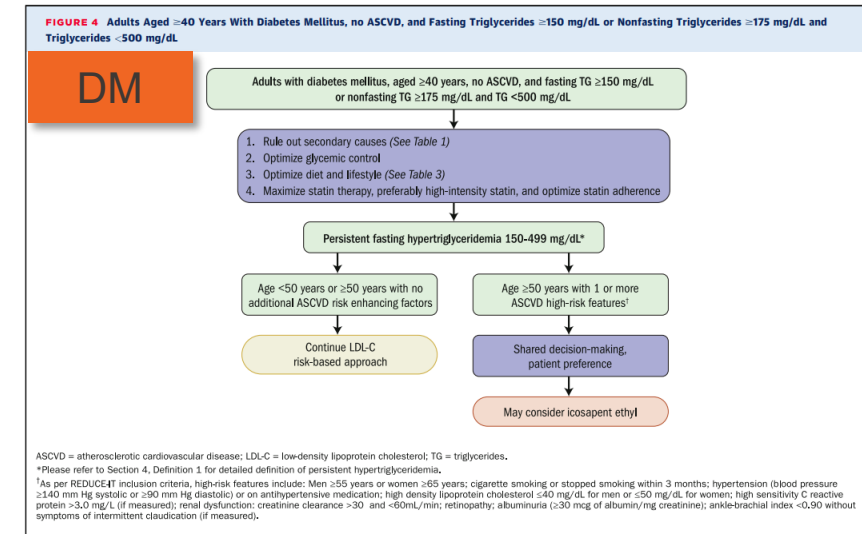 FIGURE 4 Adults Aged ≥40 Years With Diabetes Mellitus, no ASCVD, and Fasting Triglycerides ≥150 mg/dL or Nonfasting Triglycerides ≥175 mg/dL and
Triglycerides <500 mg/dL
DM
Adults with diabetes mellitus, aged ≥40 years, no ASCVD, and fasting TG ≥150 mg/dL
or nonfasting TG ≥175 mg/dL and TG <500 mg/dL
1. Rule out secondary causes (See Table 1)
2. Optimize glycemic control
3. Optimize diet and lifestyle (See Table 3)
4. Maximize statin therapy, preferably high-intensity statin, and optimize statin adherence
Persistent fasting hypertriglyceridemia 150-499 mg/dL*
Age <50 years or ≥50 years with no
additional ASCVD risk enhancing factors
Continue LDL-C
risk-based approach
Age ≥50 years with 1 or more
ASCVD high-risk features†
Shared decision-making,
patient preference
May consider icosapent ethyl
ASCVD = atherosclerotic cardiovascular disease; LDL-C = low-density lipoprotein cholesterol; TG = triglycerides.
*Please refer to Section 4, Definition 1 for detailed definition of persistent hypertriglyceridemia.
†As per REDUCE-IT inclusion criteria, high-risk features include: Men ≥55 years or women ≥65 years; cigarette smoking or stopped smoking within 3 months; hypertension (blood pressure
≥140 mm Hg systolic or ≥90 mm Hg diastolic) or on antihypertensive medication; high density lipoprotein cholesterol ≤40 mg/dL for men or ≤50 mg/dL for women; high sensitivity C reactive
protein >3.0 mg/L (if measured); renal dysfunction: creatinine clearance >30 and <60mL/min; retinopathy; albuminuria (≥30 mcg of albumin/mg creatinine); ankle-brachial index <0.90 without
symptoms of intermittent claudication (if measured).